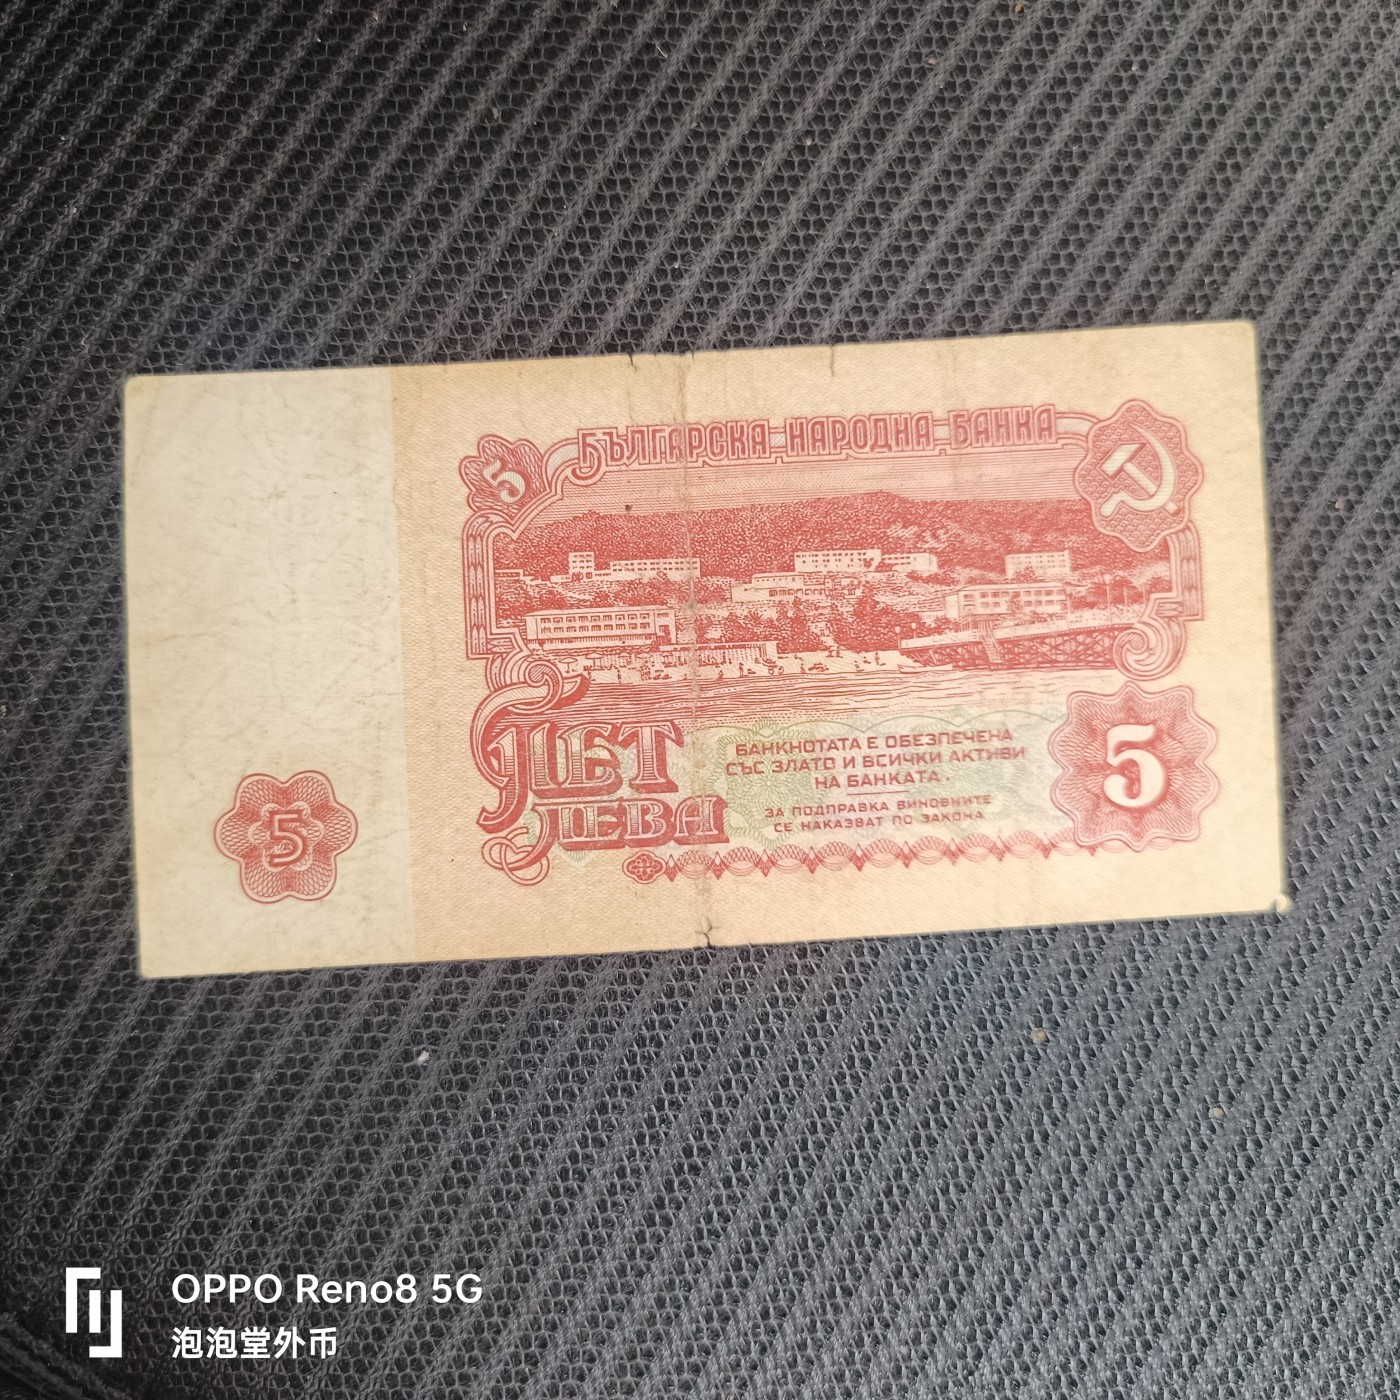 БЪЛГАРСКА НАРОДНА БАНКА
5
ПЕТ
ЛЕВА
БАНКНОТАТА Е ОБЕЗПЕЧЕНА
СЪС ЗЛАТО И ВСИЧКИ АКТИВИ
НА БАНКАТА.
ЗА ПОДПРАВКА ВИНОВНИТЕ
СЕ НАКАЗВАТ ПО ЗАКОНА
5
5
OPPO Reno8 5G
泡泡堂外币